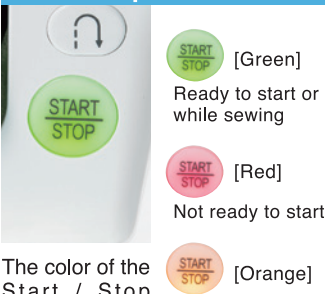 START
STOP
The color of the
Start / Stop
START
STOP
[Green]
Ready to start or
while sewing
START
STOP
[Red]
Not ready to start
START
STOP
[Orange]